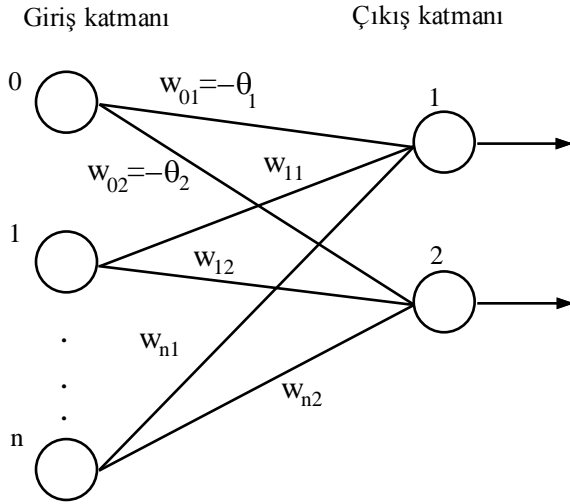 Giriş katmanı
Çıkış katmanı
0
w01=−θ1
1
w11
w02=−θ2
1
w12
2
wn1
wn2
n